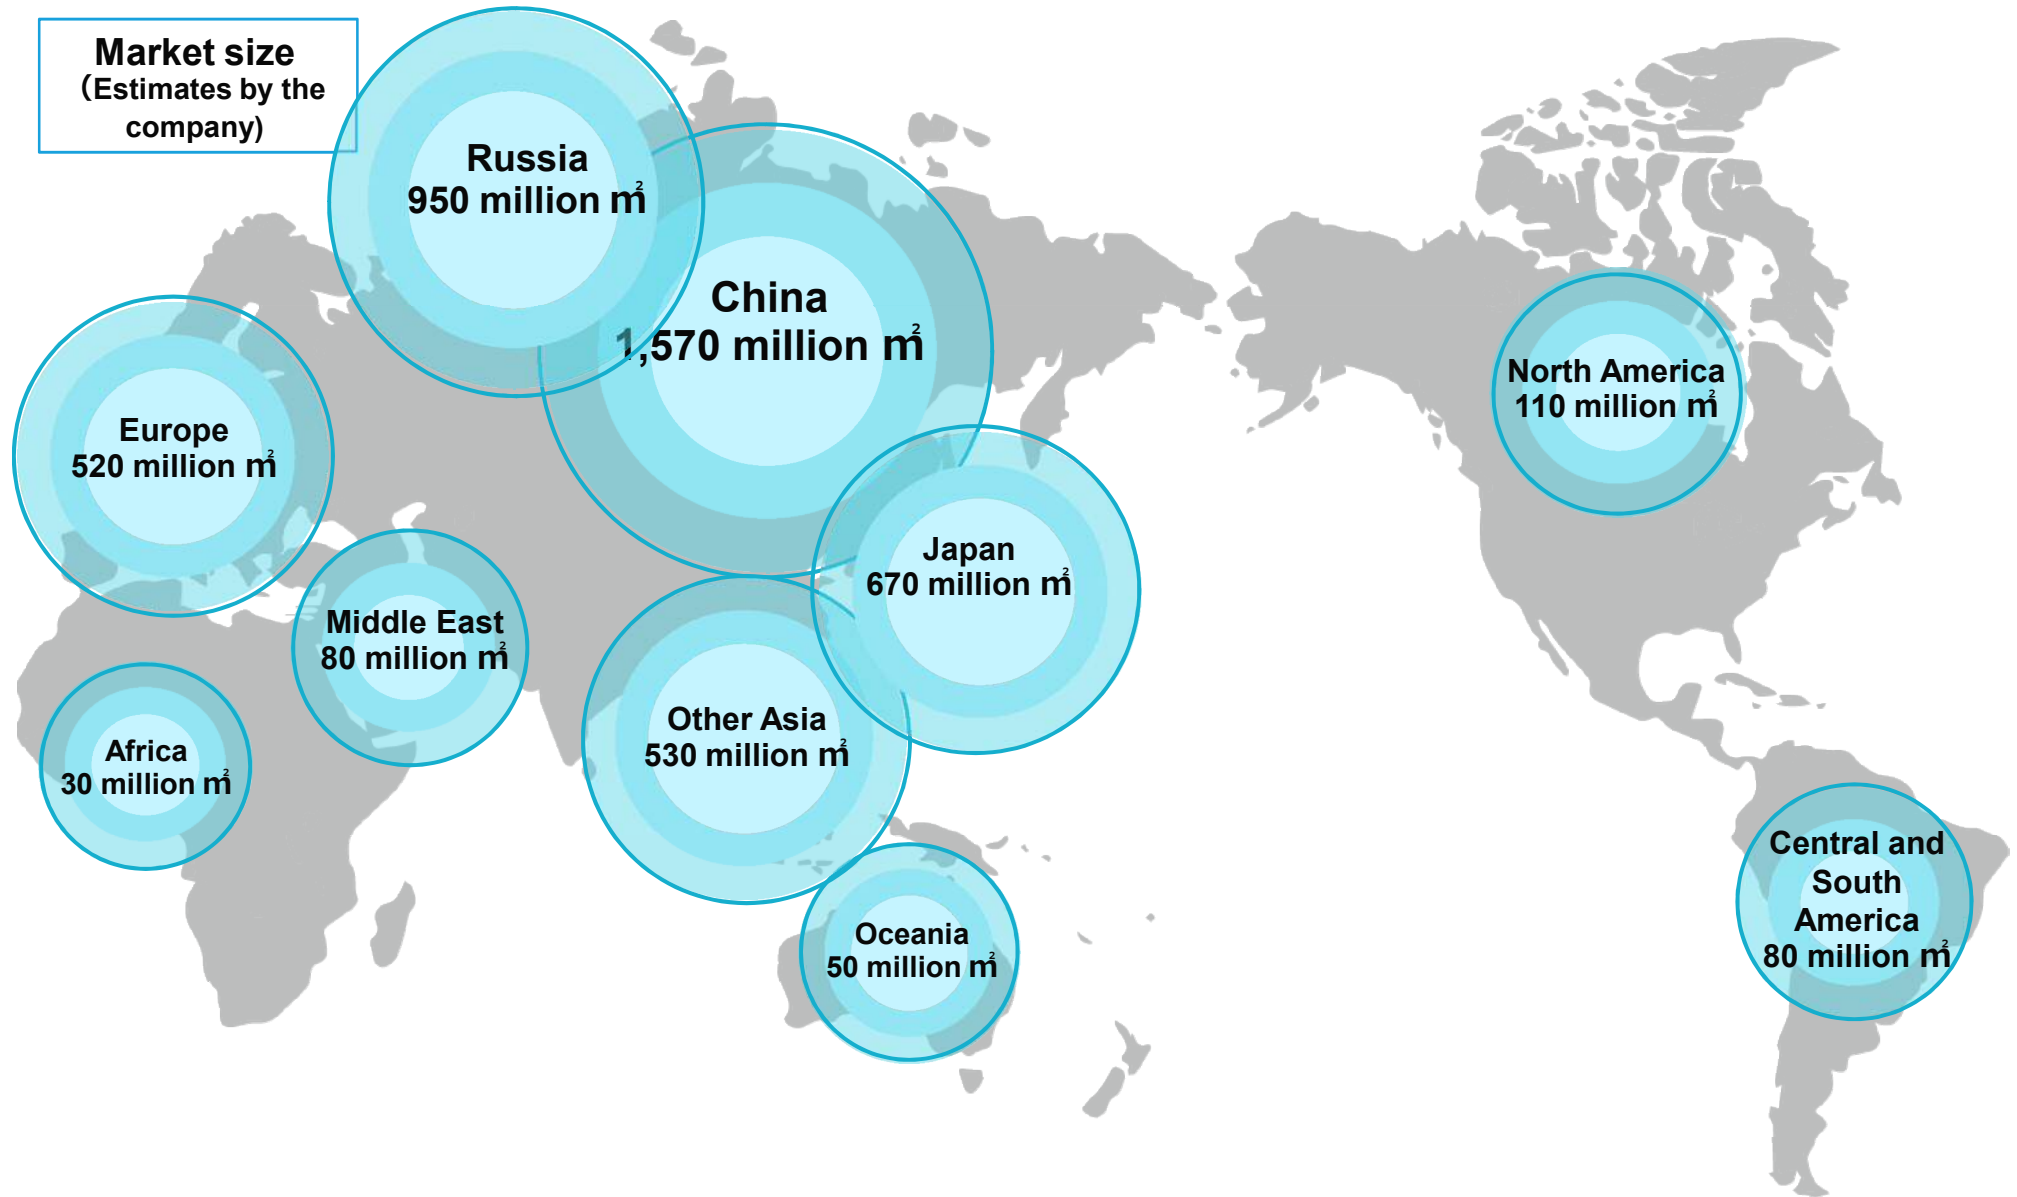 Market size
（Estimates by the
company)
Russia
950 million ㎡
China
1,570 million ㎡
North America
110 million ㎡
Europe
520 million ㎡
Japan
670 million ㎡
Middle East
80 million ㎡
Other Asia
530 million ㎡
Africa
30 million ㎡
Central and
South
America
80 million ㎡
Oceania
50 million ㎡